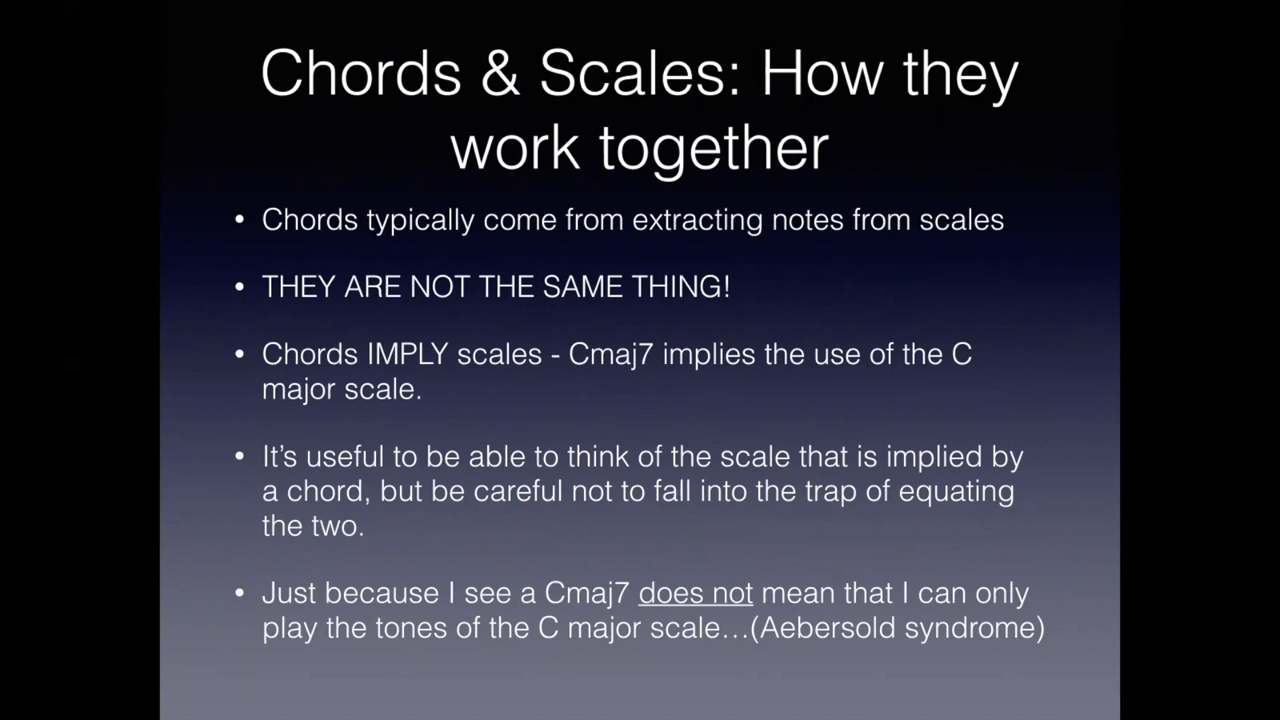 Chords & Scales: How they
work together
• Chords typically come from extracting notes from scales
• THEY ARE NOT THE SAME THING!
• Chords IMPLY scales - Cmaj7 implies the use of the C
major scale.
• It’s useful to be able to think of the scale that is implied by
a chord, but be careful not to fall into the trap of equating
the two.
• Just because I see a Cmaj7 does not mean that I can only
play the tones of the C major scale…(Aebersold syndrome)